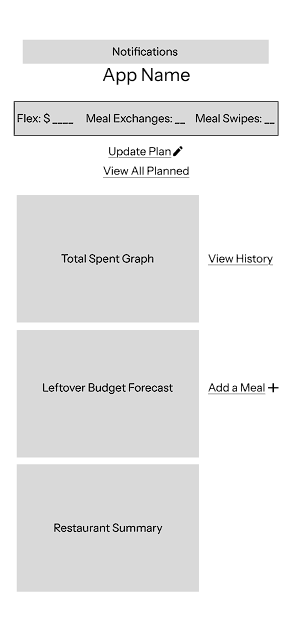 Notifications
App Name
Flex: $ ____ Meal Exchanges: __ Meal Swipes: __
Update Plan
View All Planned
Total Spent Graph
View History
Leftover Budget Forecast
Add a Meal +
Restaurant Summary